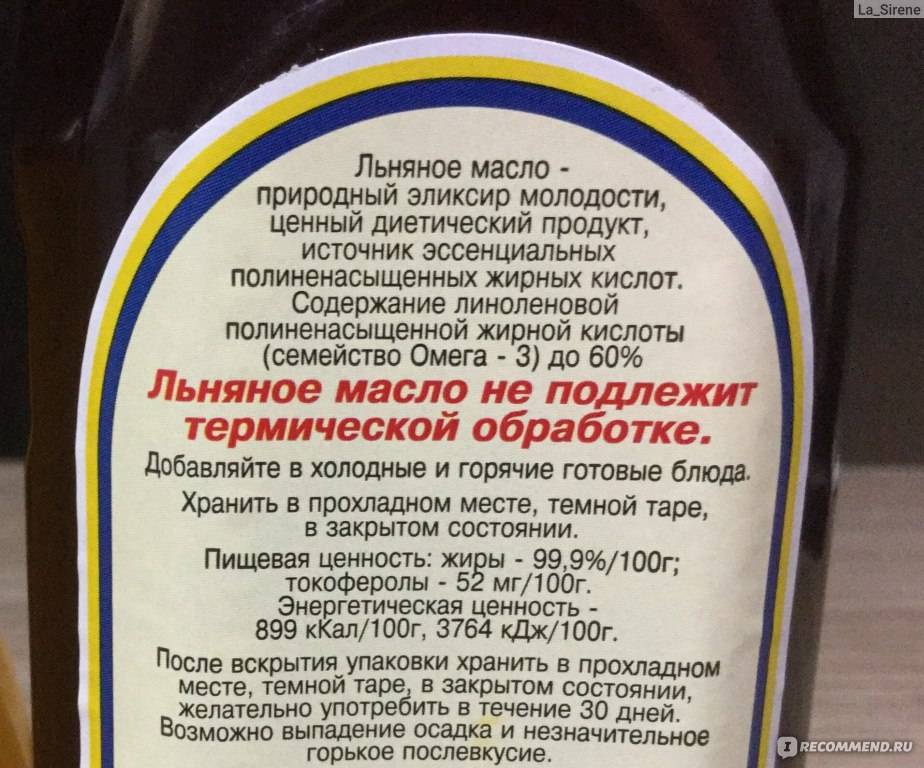 La_Sirene
Льняное масло -
природный эликсир молодости,
ценный диетический продукт,
источник эссенциальных
полиненасыщенных жирных кислот.
Содержание линоленовой
полиненасыщенной жирной кислоты
(семейство Омега - 3) до 60%
Льняное масло не подлежит
термической обработке.
Добавляйте в холодные и горячие готовые блюда.
Хранить в прохладном месте, темной таре,
в закрытом состоянии.
Пищевая ценность: жиры - 99,9%/100г;
токоферолы - 52 мг/100г.
Энергетическая ценность -
899 кКал/100г, 3764 кДж/100г.
После вскрытия упаковки хранить в прохладном
месте, темной таре, в закрытом состоянии,
желательно употребить в течение 30 дней.
Возможно выпадение осадка и незначительное
горькое послевкусие.
IRECOMMEND.RU